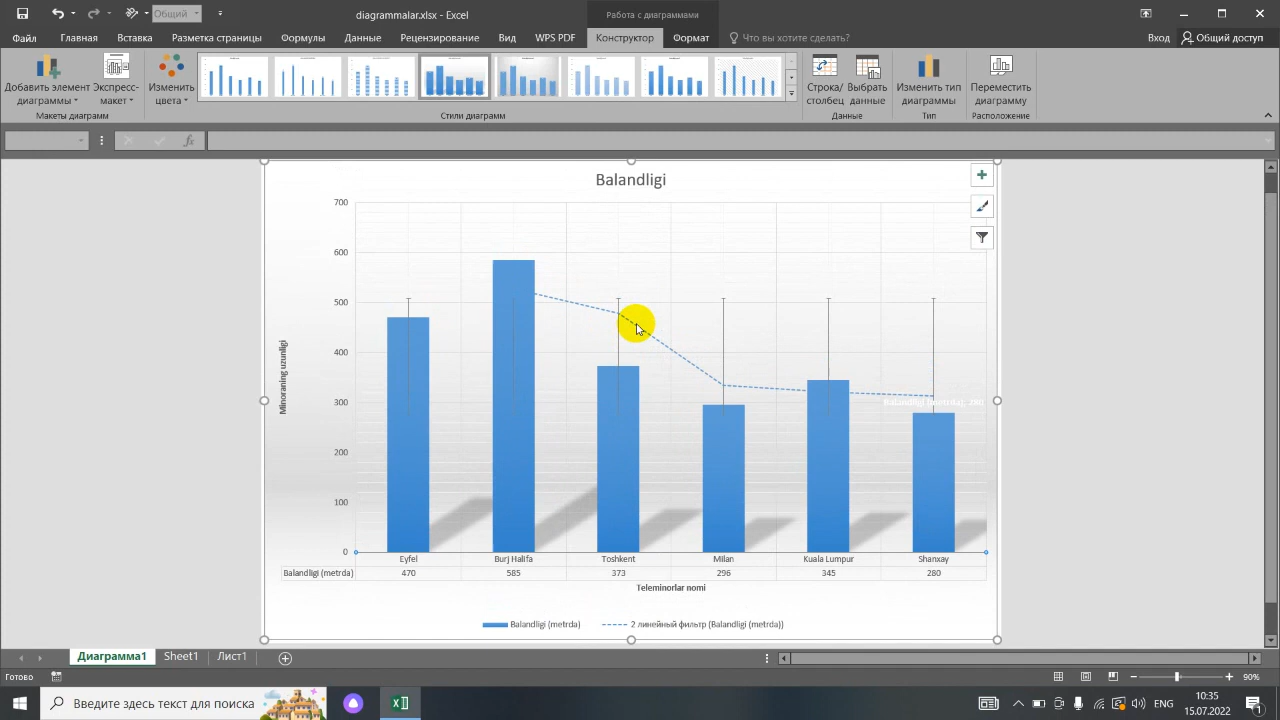 Общий
diagrammalar.xlsx - Excel
Работа с диаграммами
Файл Главная Вставка Разметка страницы Формулы Данные Рецензирование Вид WPS PDF Конструктор Формат Что вы хотите сделать? Вход Общий доступ
Добавить элемент диаграммы
Экспресс-макет
Изменить цвета
Строка/столбец
Выбрать данные
Изменить тип диаграммы
Переместить диаграмму
Макеты диаграмм Стили диаграмм Данные Тип Расположение
fx
Balandligi
700
600
500
400
300
200
100
0
Minoraning uzunligi
Balandligi (metrda); 280
Eyfel Burj Halifa Toshkent Milan Kuala Lumpur Shanxay
Balandligi (metrda) 470 585 373 296 345 280
Teleminorlar nomi
Balandligi (metrda) 2 линейный фильтр (Balandligi (metrda))
Диаграмма1 Sheet1 Лист1
Готово 90%
Введите здесь текст для поиска
ENG
10:35
15.07.2022
1